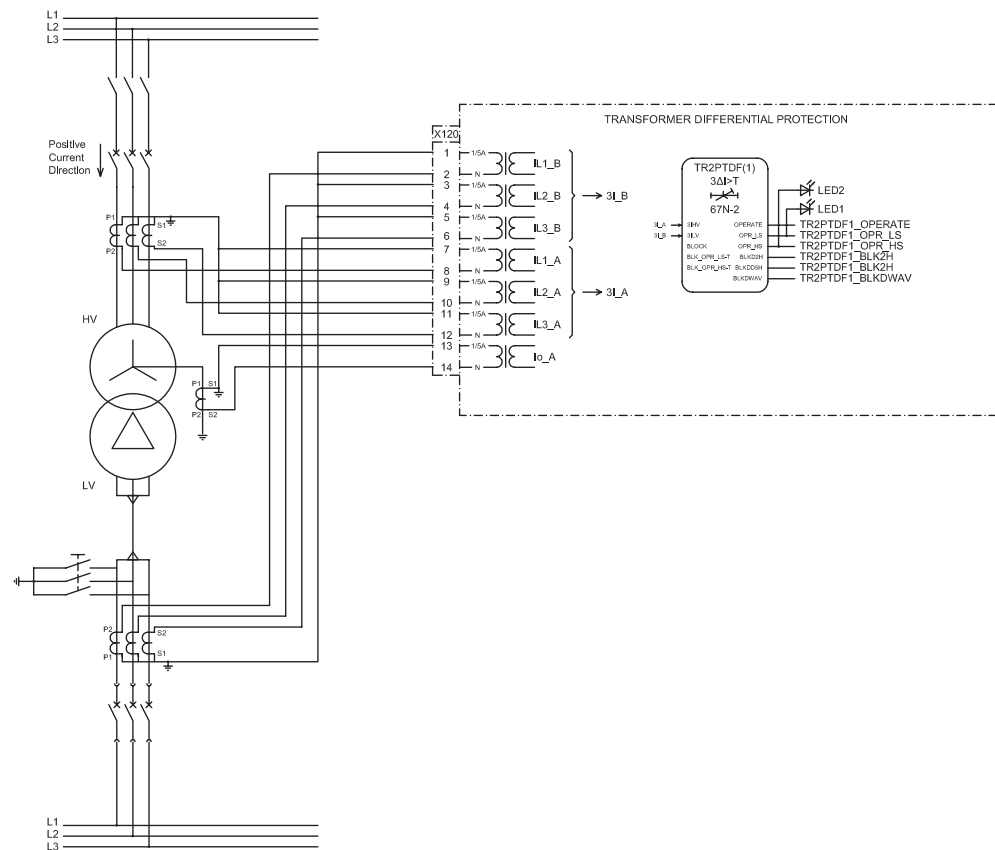 L1
L2
L3
TRANSFORMER DIFFERENTIAL PROTECTION
X120
Positive
Current
Direction
1
1/5A
IL1_B
2
N
3
1/5A
IL2_B
3I_B
4
N
5
1/5A
IL3_B
6
N
7
1/5A
IL1_A
8
N
9
1/5A
IL2_A
3I_A
10
N
11
1/5A
IL3_A
12
N
13
1/5A
Io_A
14
N
TR2PTDF(1)
3ΔI>T
67N-2
LED2
LED1
3I_A
3IHV
OPERATE
TR2PTDF1_OPERATE
3I_B
3ILV
OPR_LS
TR2PTDF1_OPR_LS
BLOCK
OPR_HS
TR2PTDF1_OPR_HS
BLK_OPR_LS-T
BLKD2H
TR2PTDF1_BLK2H
BLK_OPR_HS-T
BLKDD5H
TR2PTDF1_BLK2H
BLKDWAV
TR2PTDF1_BLKDWAV
P1
S1
S2
P2
HV
P1
S1
P2
S2
LV
P2
S2
P1
S1
L1
L2
L3